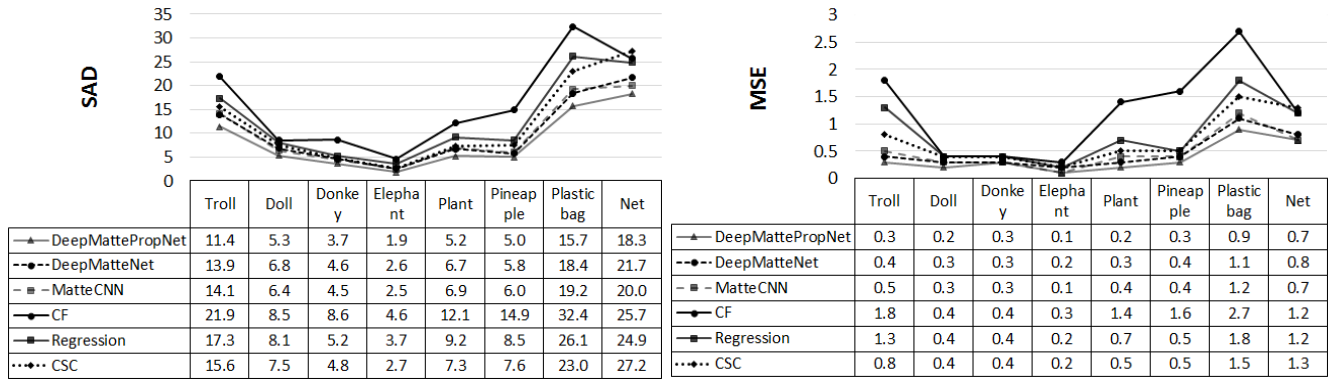 SAD
35
30
25
20
15
10
5
0
Troll Doll Donkey Elephant Plant Pineapple Plastic bag Net
DeepMattePropNet 11.4 5.3 3.7 1.9 5.2 5.0 15.7 18.3
DeepMatteNet 13.9 6.8 4.6 2.6 6.7 5.8 18.4 21.7
MatteCNN 14.1 6.4 4.5 2.5 6.9 6.0 19.2 20.0
CF 21.9 8.5 8.6 4.6 12.1 14.9 32.4 25.7
Regression 17.3 8.1 5.2 3.7 9.2 8.5 26.1 24.9
CSC 15.6 7.5 4.8 2.7 7.3 7.6 23.0 27.2
MSE
3
2.5
2
1.5
1
0.5
0
Troll Doll Donkey Elephant Plant Pineapple Plastic bag Net
DeepMattePropNet 0.3 0.2 0.3 0.1 0.2 0.3 0.9 0.7
DeepMatteNet 0.4 0.3 0.3 0.2 0.3 0.4 1.1 0.8
MatteCNN 0.5 0.3 0.3 0.1 0.4 0.4 1.2 0.7
CF 1.8 0.4 0.4 0.3 1.4 1.6 2.7 1.2
Regression 1.3 0.4 0.4 0.2 0.7 0.5 1.8 1.2
CSC 0.8 0.4 0.4 0.2 0.5 0.5 1.5 1.3